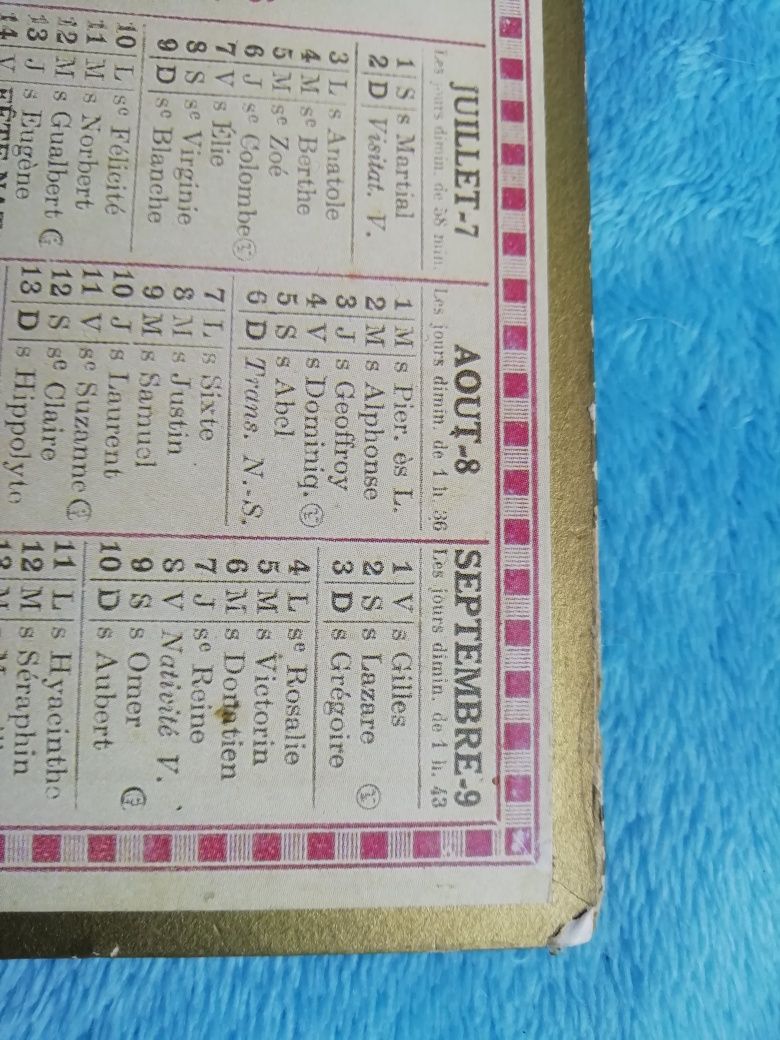 JUILLET-7
Les jours dimin. de 58 min.
1 S s Martial
2 D Visitat. V.
3 L s Anatole
4 M se Berthe
5 M se Zoé
6 J se Colombe
7 V s Élie
8 S se Virginie
9 D se Blanche
10 L se Félicité
11 M s Norbert
12 M s Gualbert
13 J s Eugène
14 V
AOUT-8
Les jours dimin. de 1 h. 36
1 M s Pier. ès L.
2 M s Alphonse
3 J s Geoffroy
4 V s Dominiq.
5 S s Abel
6 D Trans. N.-S.
7 L s Sixte
8 M s Justin
9 M s Samuel
10 J s Laurent
11 V se Suzanne
12 S se Claire
13 D s Hippolyte
SEPTEMBRE-9
Les jours dimin. de 1 h. 43
1 V s Gilles
2 S s Lazare
3 D s Grégoire
4 L se Rosalie
5 M s Victorin
6 M s Donatien
7 J se Reine
8 V Nativité V.
9 S s Omer
10 D s Aubert
11 L s Hyacinthe
12 M s Séraphin